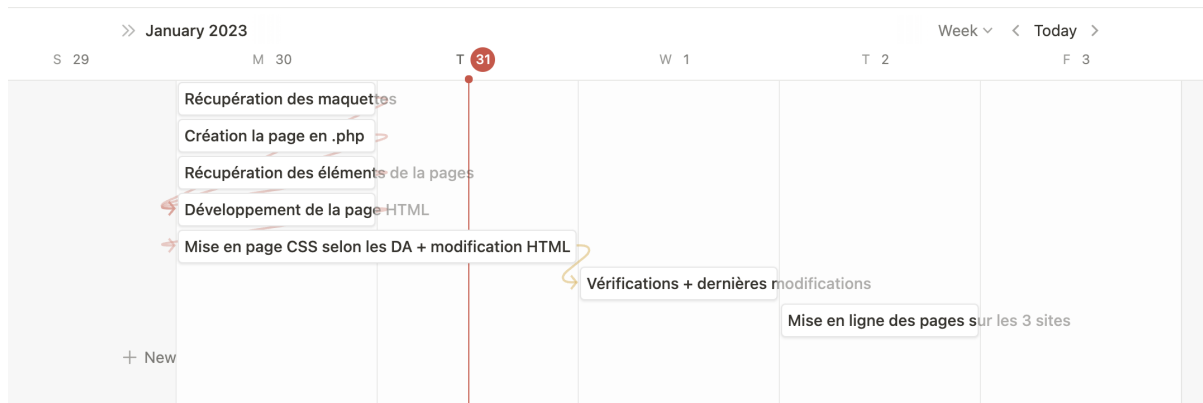 January 2023
Week
Today
S 29
M 30
T 31
W 1
T 2
F 3
Récupération des maquettes
Création la page en .php
Récupération des éléments de la pages
Développement de la page HTML
Mise en page CSS selon les DA + modification HTML
Vérifications + dernières modifications
Mise en ligne des pages sur les 3 sites
+ New